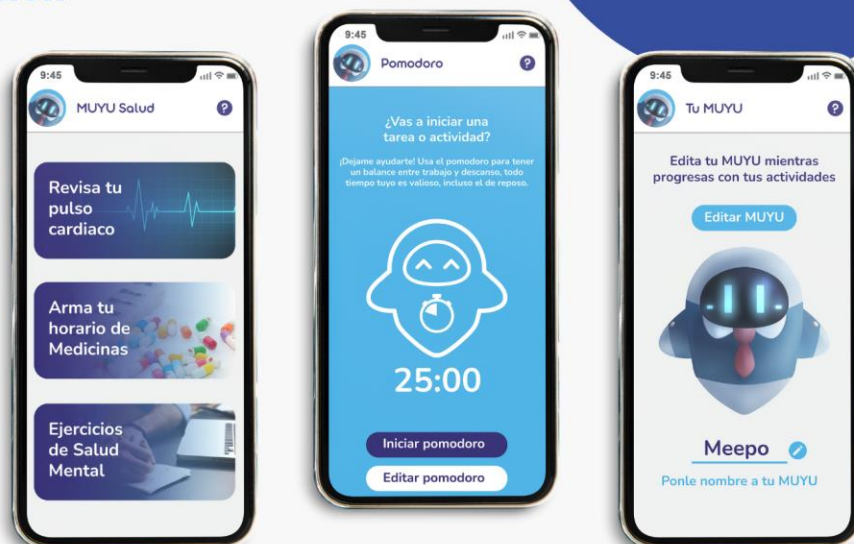 9:45
MUYU Salud
?
Revisa tu
pulso
cardiaco
Arma tu
horario de
Medicinas
Ejercicios
de Salud
Mental
9:45
Pomodoro
?
¿Vas a iniciar una
tarea o actividad?
¡Dejame ayudarte! Usa el pomodoro para tener
un balance entre trabajo y descanso, todo
tiempo tuyo es valioso, incluso el de reposo.
25:00
Iniciar pomodoro
Editar pomodoro
9:45
Tu MUYU
?
Edita tu MUYU mientras
progresas con tus actividades
Editar MUYU
Meepo
Ponle nombre a tu MUYU